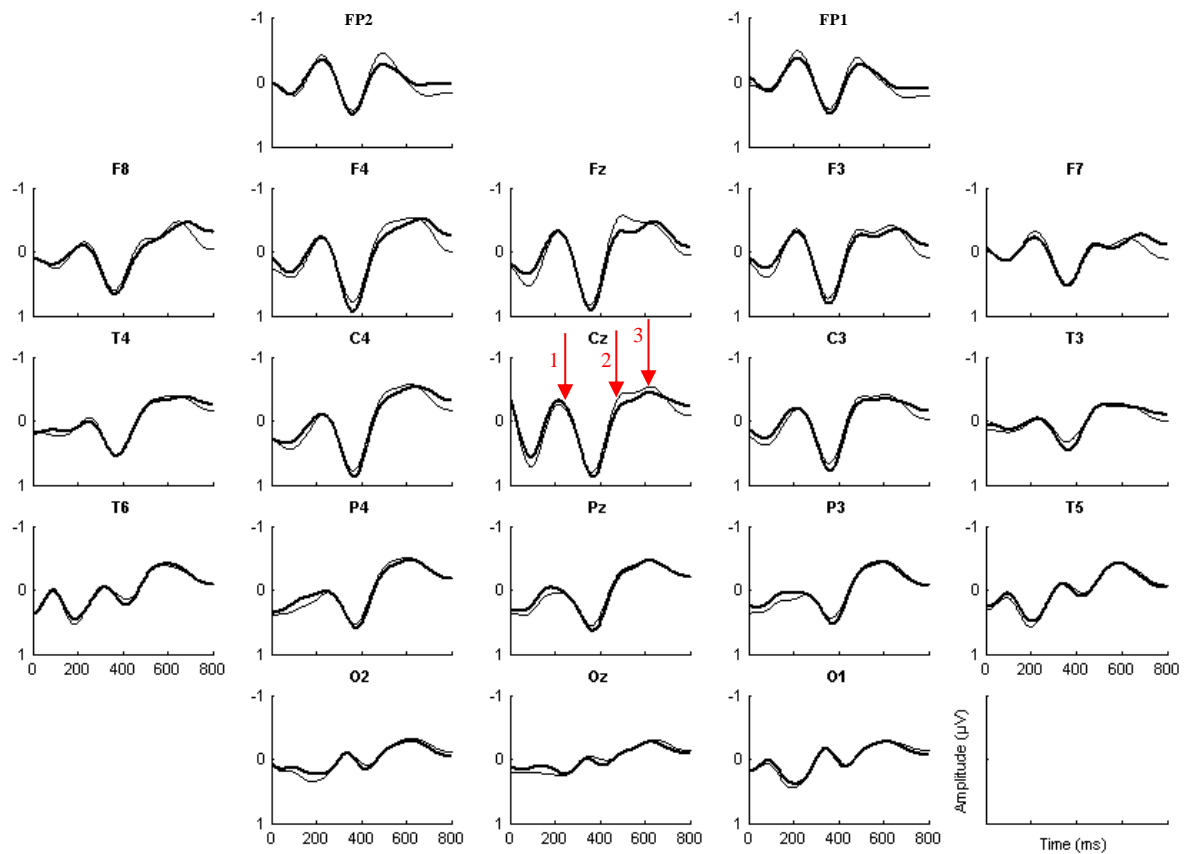 FP2 FP1
-1 -1
0 0
1 1
F8 F4 Fz F3 F7
-1 -1 -1 -1 -1
0 0 0 0 0
1 1 1 1 1
T4 C4 Cz C3 T3
1 2 3
-1 -1 -1 -1 -1
0 0 0 0 0
1 1 1 1 1
T6 P4 Pz P3 T5
-1 -1 -1 -1 -1
0 0 0 0 0
1 1 1 1 1
0 200 400 600 800 0 200 400 600 800
O2 Oz O1
-1 -1 -1
0 0 0
1 1 1
0 200 400 600 800 0 200 400 600 800 0 200 400 600 800
Amplitude (µV)
Time (ms)